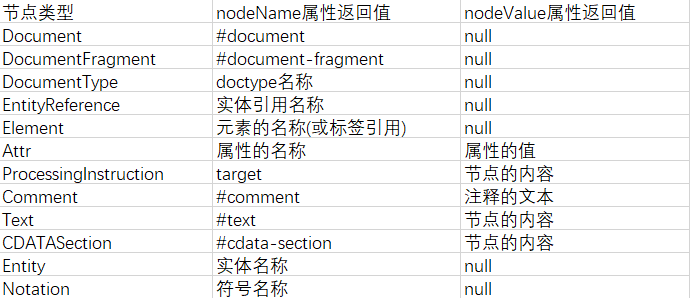 节点类型 nodeName属性返回值 nodeValue属性返回值
Document #document null
DocumentFragment #document-fragment null
DocumentType doctype名称 null
EntityReference 实体引用名称 null
Element 元素的名称(或标签引用) null
Attr 属性的名称 属性的值
ProcessingInstruction target 节点的内容
Comment #comment 注释的文本
Text #text 节点的内容
CDATASection #cdata-section 节点的内容
Entity 实体名称 null
Notation 符号名称 null